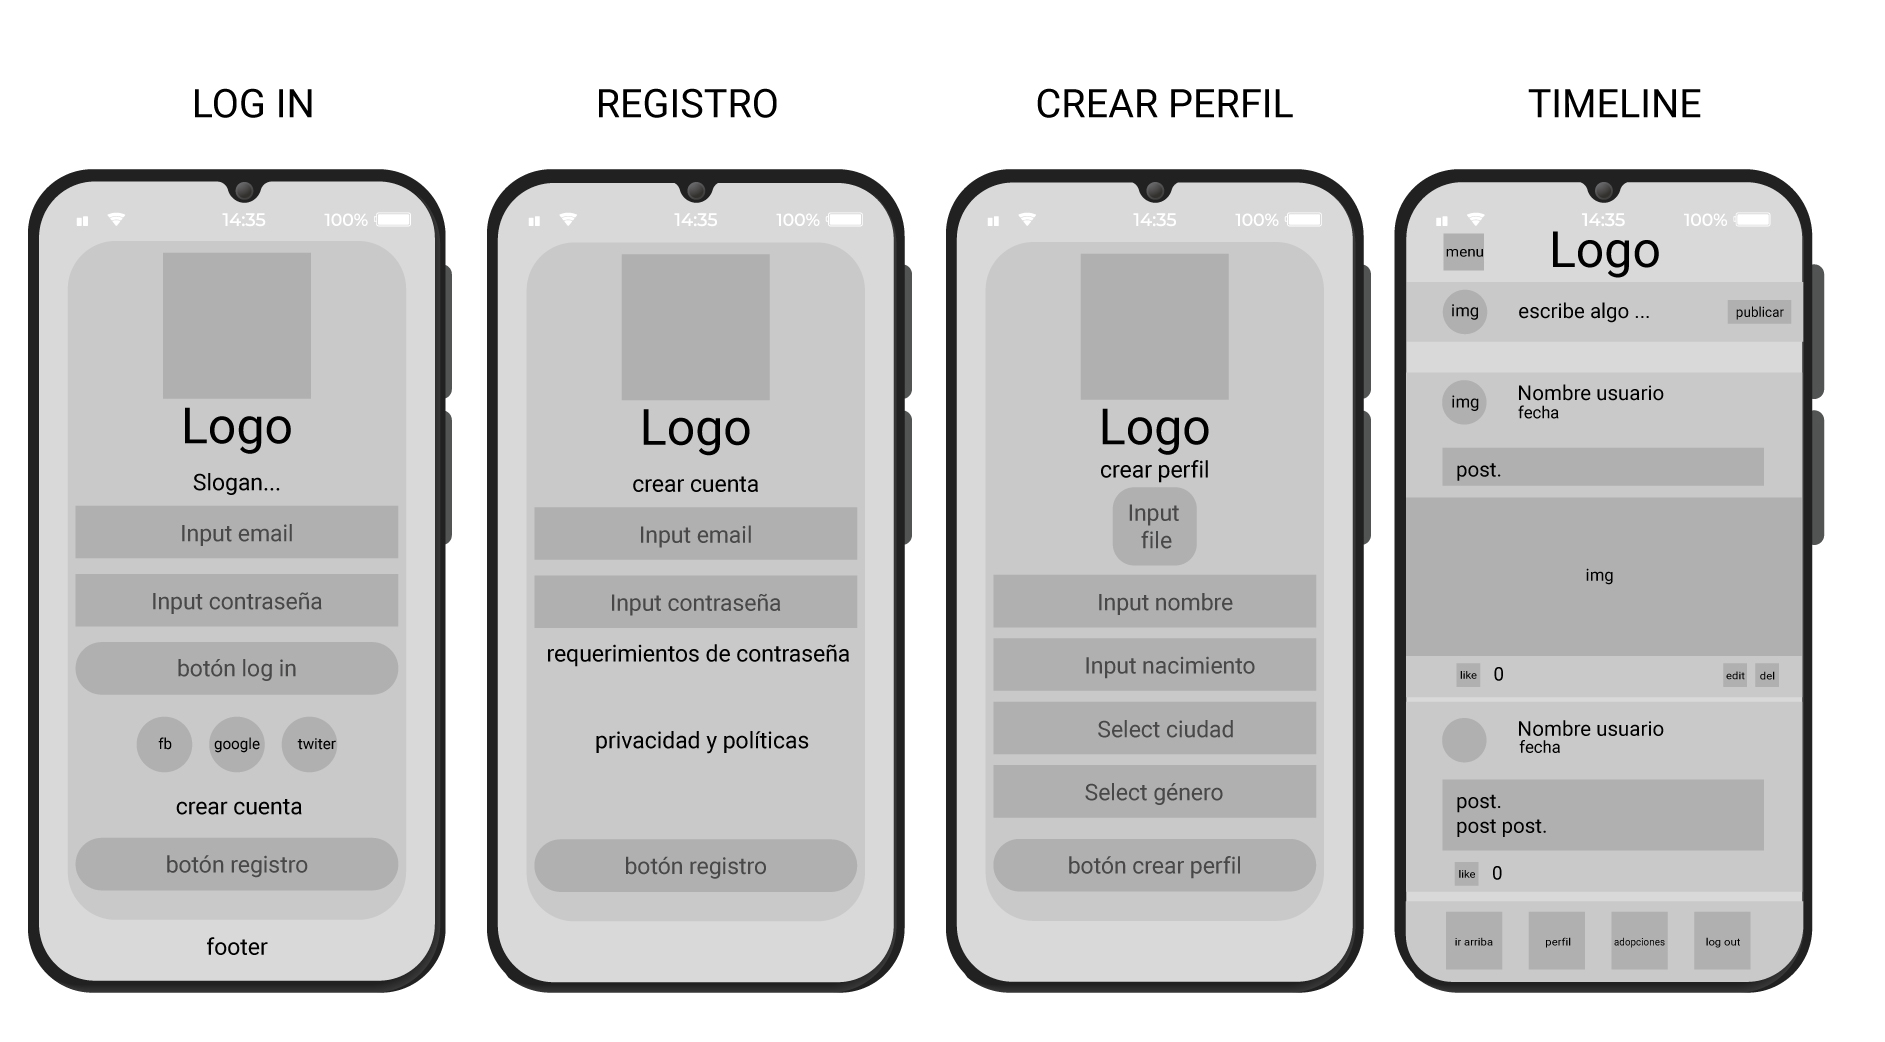 LOG IN
14:35
100%
Logo
Slogan...
Input email
Input contraseña
botón log in
fb
google
twiter
crear cuenta
botón registro
footer
REGISTRO
14:35
100%
Logo
crear cuenta
Input email
Input contraseña
requerimientos de contraseña
privacidad y políticas
botón registro
CREAR PERFIL
14:35
100%
Logo
crear perfil
Input
file
Input nombre
Input nacimiento
Select ciudad
Select género
botón crear perfil
TIMELINE
14:35
100%
menu
Logo
img
escribe algo ...
publicar
img
Nombre usuario
fecha
post.
img
like
0
edit
del
Nombre usuario
fecha
post.
post post.
like
0
ir arriba
perfil
adopciones
log out